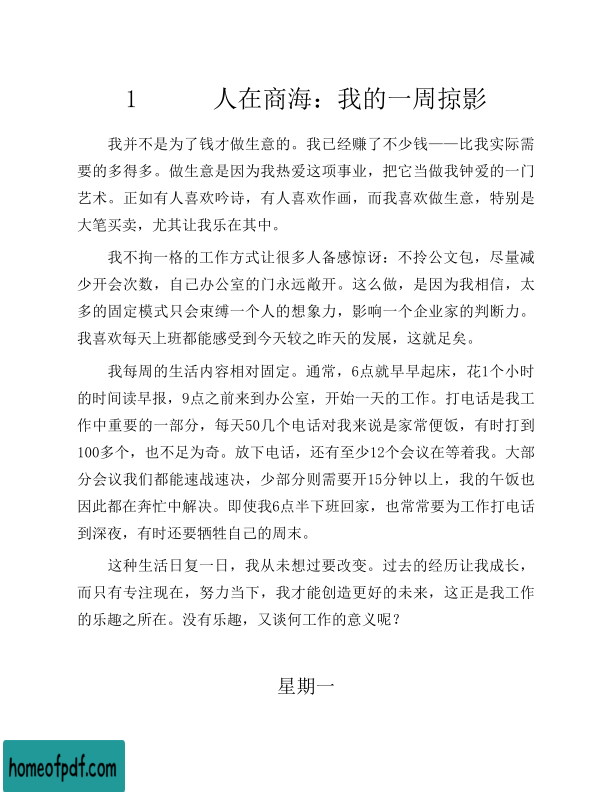 1 人在商海：我的一周掠影
我并不是为了钱才做生意的。我已经赚了不少钱——比我实际需
要的多得多。做生意是因为我热爱这项事业，把它当做我钟爱的一门
艺术。正如有人喜欢吟诗，有人喜欢作画，而我喜欢做生意，特别是
大笔买卖，尤其让我乐在其中。
我不拘一格的工作方式让很多人备感惊讶：不拎公文包，尽量减
少开会次数，自己办公室的门永远敞开。这么做，是因为我相信，太
多的固定模式只会束缚一个人的想象力，影响一个企业家的判断力。
我喜欢每天上班都能感受到今天较之昨天的发展，这就足矣。
我每周的生活内容相对固定。通常，6点就早早起床，花1个小时
的时间读早报，9点之前来到办公室，开始一天的工作。打电话是我工
作中重要的一部分，每天50几个电话对我来说是家常便饭，有时打到
100多个，也不足为奇。放下电话，还有至少12个会议在等着我。大部
分会议我们都能速战速决，少部分则需要开15分钟以上，我的午饭也
因此都在奔忙中解决。即使我6点半下班回家，也常常要为工作打电话
到深夜，有时还要牺牲自己的周末。
这种生活日复一日，我从未想过要改变。过去的经历让我成长，
而只有专注现在，努力当下，我才能创造更好的未来，这正是我工作
的乐趣之所在。没有乐趣，又谈何工作的意义呢？
星期一
homeofpdf.com